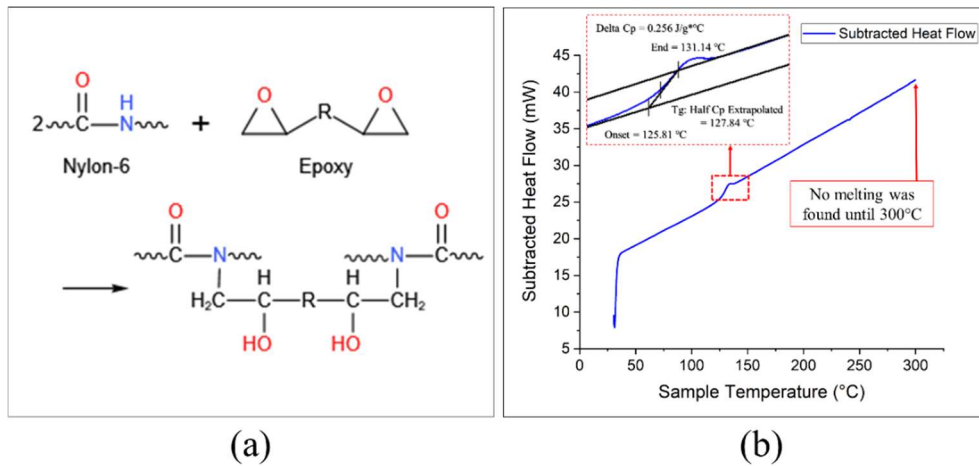 O
H
2
C
N
+
O
R
O
Nylon-6
Epoxy
O
O
C
N
N
C
H
H
H₂C
C
R
C
CH₂
HO
HO
(a)
Delta Cp = 0.256 J/g*°C
End = 131.14 °C
Tg: Half Cp Extrapolated
= 127.84 °C
Onset = 125.81 °C
Subtracted Heat Flow
No melting was
found until 300°C
Subtracted Heat Flow (mW)
45
40
35
30
25
20
15
10
5
0
50
100
150
200
250
300
Sample Temperature (°C)
(b)